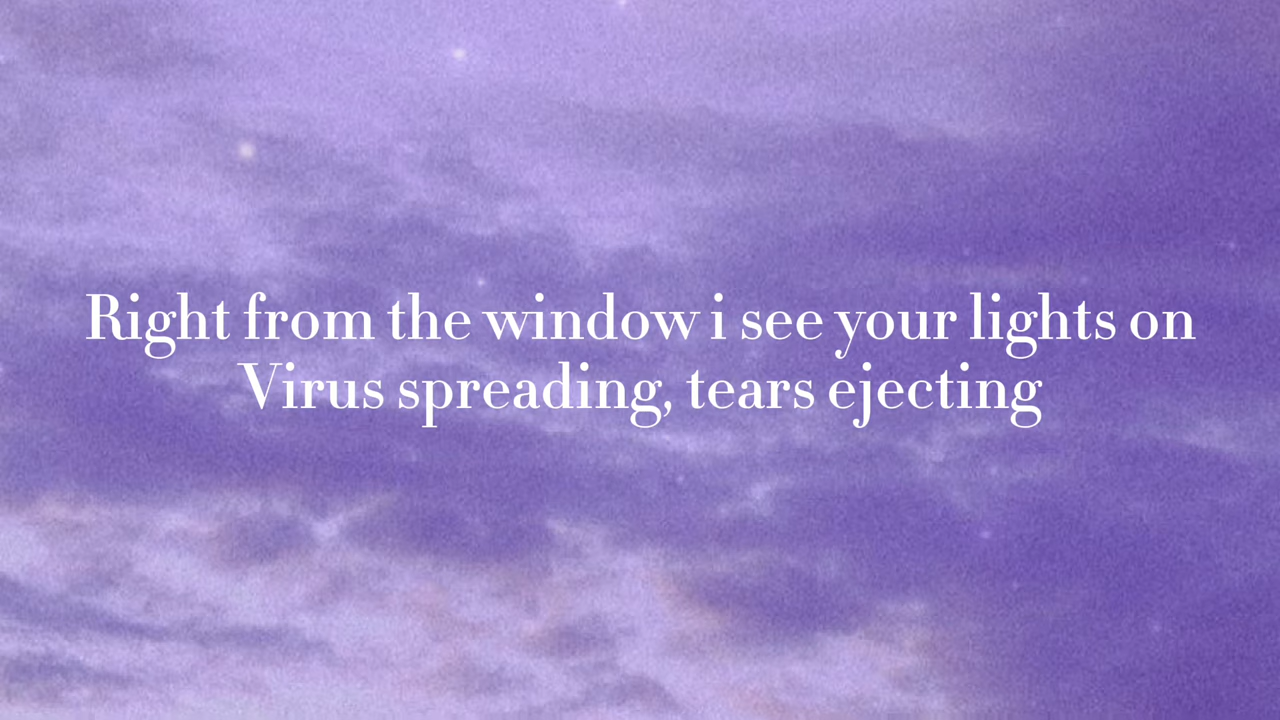 Right from the window i see your lights on
Virus spreading, tears ejecting